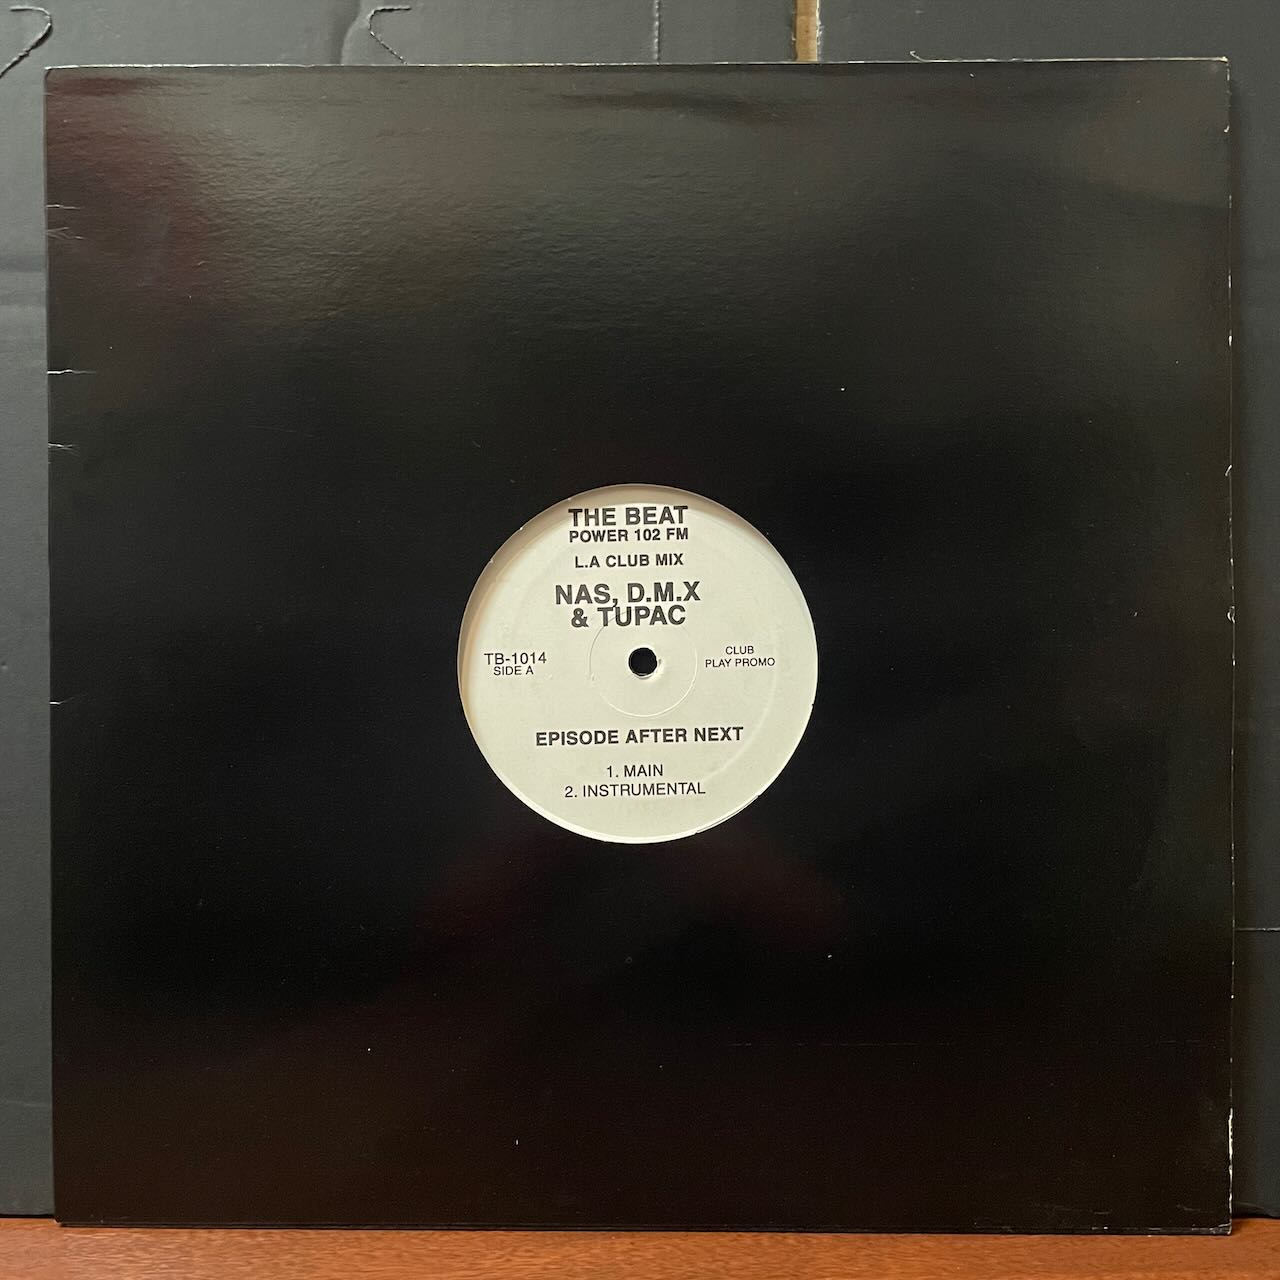 THE BEAT
POWER 102 FM
L.A CLUB MIX
NAS, D.M.X
& TUPAC
TB-1014
SIDE A
CLUB
PLAY PROMO
EPISODE AFTER NEXT
1. MAIN
2. INSTRUMENTAL